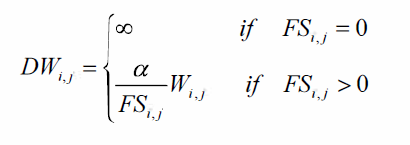 ∞ if FS_{i,j} = 0
DW_{i,j} = {
α/FS_{i,j} W_{i,j} if FS_{i,j} > 0